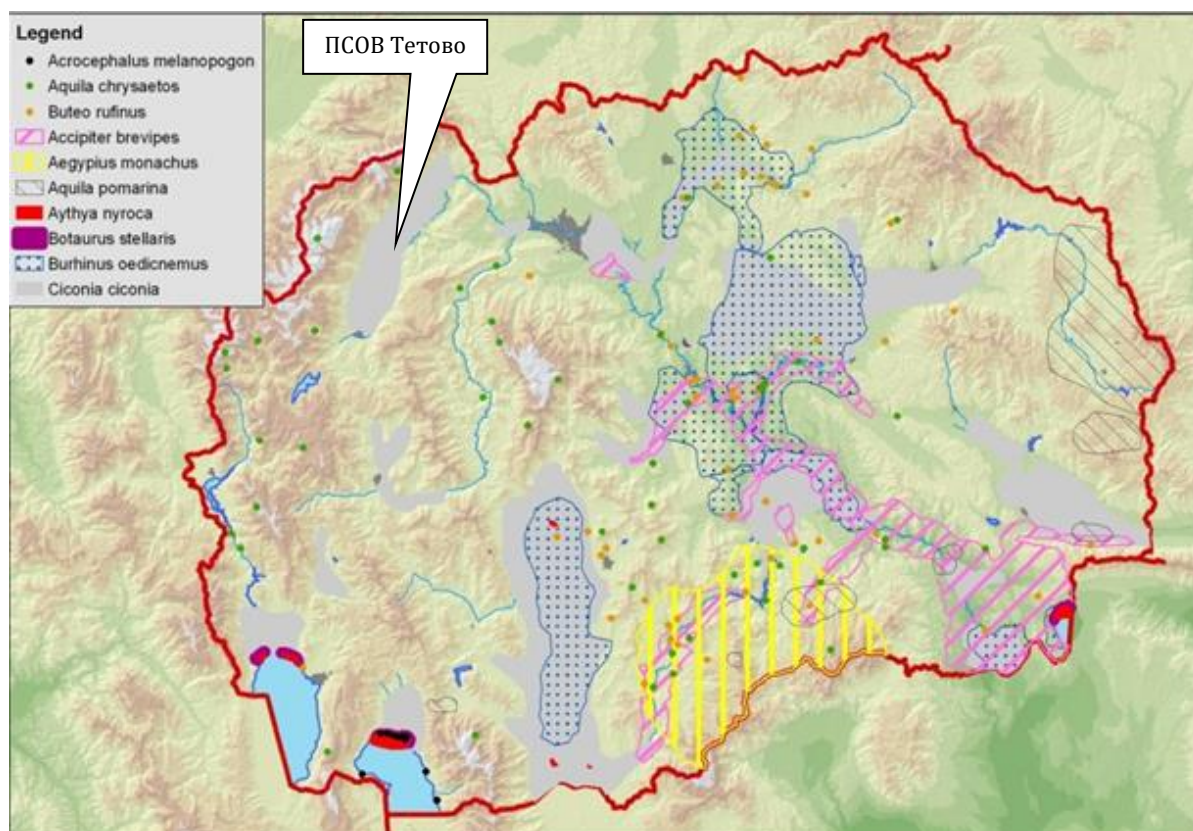 Legend
Acrocephalus melanopogon
Aquila chrysaetos
Buteo rufinus
Accipiter brevipes
Aegypius monachus
Aquila pomarina
Aythya nyroca
Botaurus stellaris
Burhinus oedicnemus
Ciconia ciconia
ПСОВ Тетово